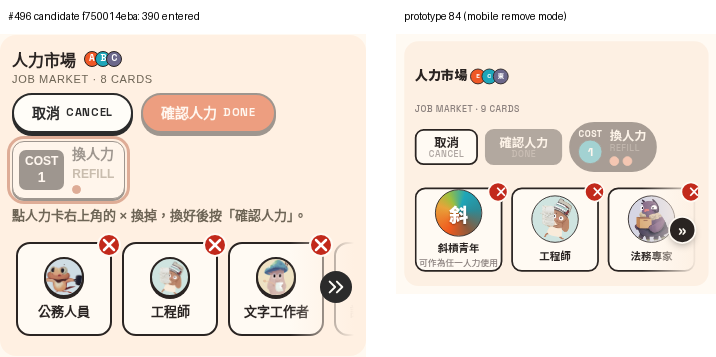 #496 candidate f750014eba: 390 entered
人力市場 A B C
JOB MARKET · 8 CARDS
取消 CANCEL
確認人力 DONE
COST 1
換人力
REFILL
點人力卡右上角的 × 換掉，換好後按「確認人力」。
公務人員
工程師
文字工作者
prototype 84 (mobile remove mode)
人力市場
JOB MARKET · 9 CARDS
取消
CANCEL
確認人力
DONE
COST
1
換人力
REFILL
斜
斜槓青年
可作為任一人力使用
工程師
法務專家